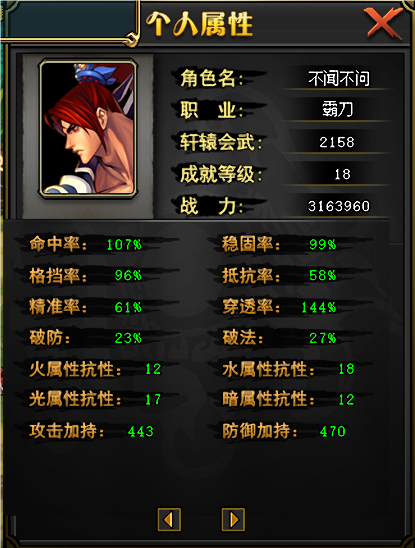 个人属性
角色名: 不闻不问
职 业: 霸刀
轩辕会武: 2158
成就等级: 18
战 力: 3163960
命中率: 107% 稳固率: 99%
格挡率: 96% 抵抗率: 58%
精准率: 61% 穿透率: 144%
破防: 23% 破法: 27%
火属性抗性: 12 水属性抗性: 18
光属性抗性: 17 暗属性抗性: 12
攻击加持: 443 防御加持: 470